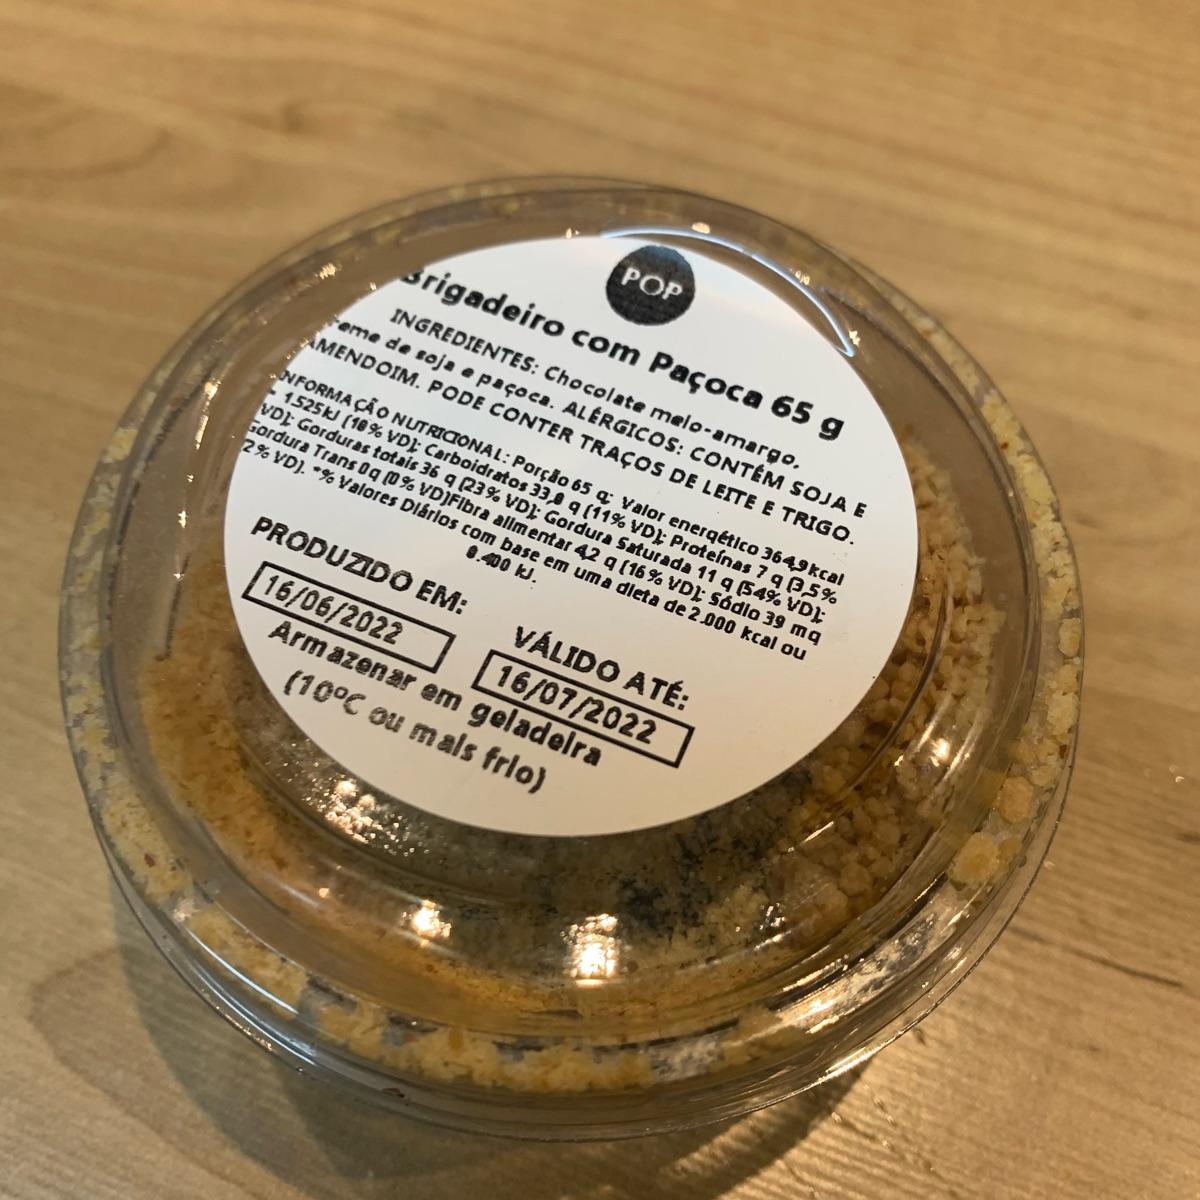 POP
Brigadeiro com Paçoca 65 g
INGREDIENTES: Chocolate meio-amargo,
creme de soja e paçoca. ALÉRGICOS: CONTÉM SOJA E
AMENDOIM. PODE CONTER TRAÇOS DE LEITE E TRIGO.
INFORMAÇÃO NUTRICIONAL: Porção 65 g; Valor energético 364,9kcal
= 1.525kJ (18% VD); Carboidratos 33,8 g (11% VD); Proteínas 7 g (3,5%
VD); Gorduras totais 36 g (23% VD); Gordura Saturada 11 g (54% VD);
Gordura Trans 0g (0% VD)Fibra alimentar 4,2 g (16% VD); Sódio 39 mg
(2% VD). *% Valores Diários com base em uma dieta de 2.000 kcal ou
8.400 kJ.
PRODUZIDO EM:
16/06/2022
VÁLIDO ATÉ:
16/07/2022
Armazenar em geladeira
(10ºC ou mais frio)